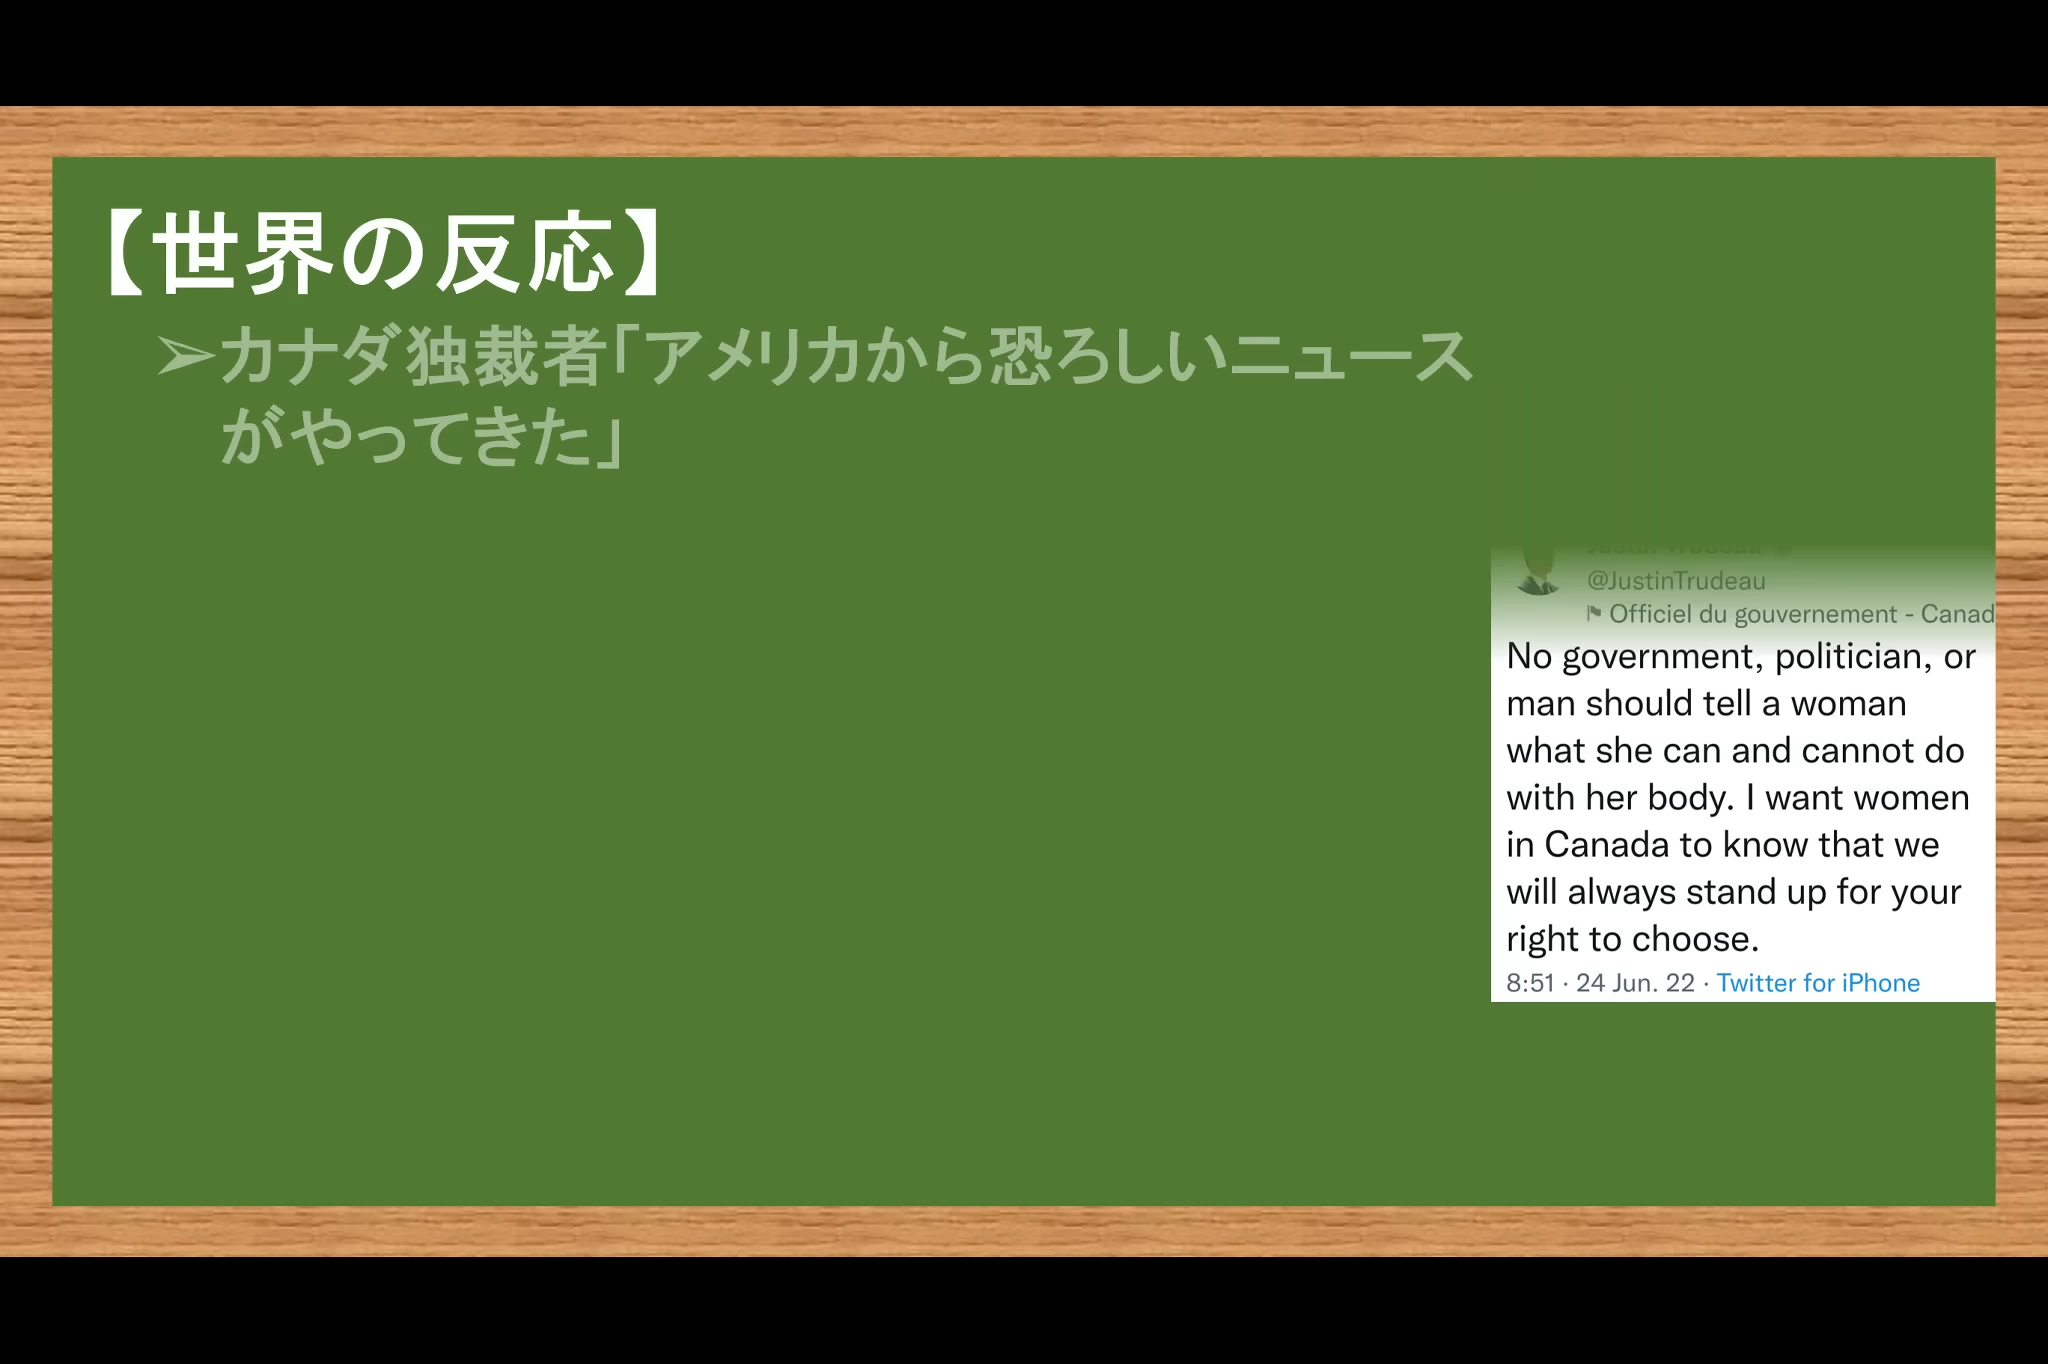 【世界の反応】
➢カナダ独裁者「アメリカから恐ろしいニュース
がやってきた」
@JustinTrudeau
Officiel du gouvernement - Canad
No government, politician, or
man should tell a woman
what she can and cannot do
with her body. I want women
in Canada to know that we
will always stand up for your
right to choose.
8:51 · 24 Jun. 22 · Twitter for iPhone